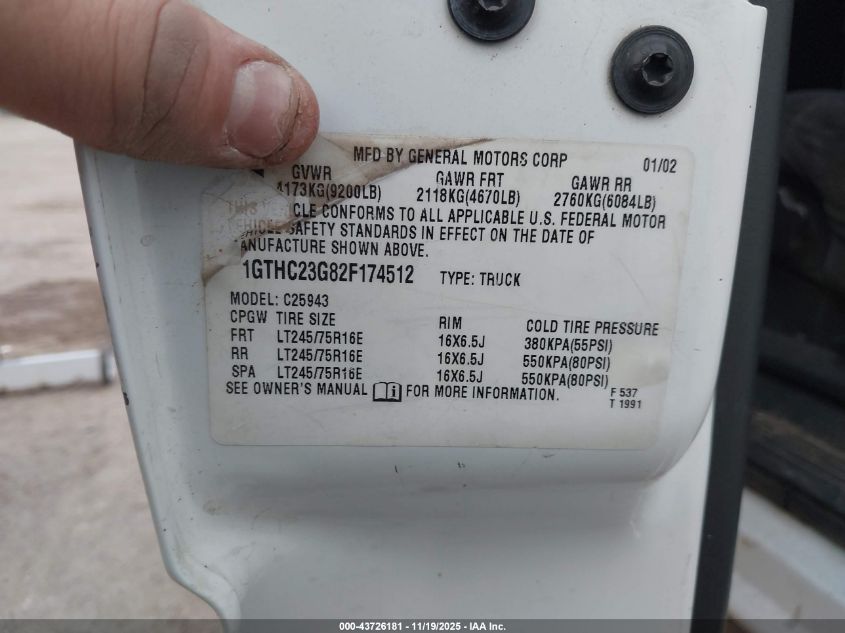 MFD BY GENERAL MOTORS CORP 01/02
GVWR GAWR FRT GAWR RR
4173KG(9200LB) 2118KG(4670LB) 2760KG(6084LB)
THIS CLE CONFORMS TO ALL APPLICABLE U.S. FEDERAL MOTOR
VEHICLE SAFETY STANDARDS IN EFFECT ON THE DATE OF
ANUFACTURE SHOWN ABOVE.
1GTHC23G82F174512 TYPE: TRUCK
MODEL: C25943
CPGW TIRE SIZE RIM COLD TIRE PRESSURE
FRT LT245/75R16E 16X6.5J 380KPA(55PSI)
RR LT245/75R16E 16X6.5J 550KPA(80PSI)
SPA LT245/75R16E 16X6.5J 550KPA(80PSI)
SEE OWNER'S MANUAL i FOR MORE INFORMATION.
F 537
T 1991
000-43726181 - 11/19/2025 - IAA Inc.